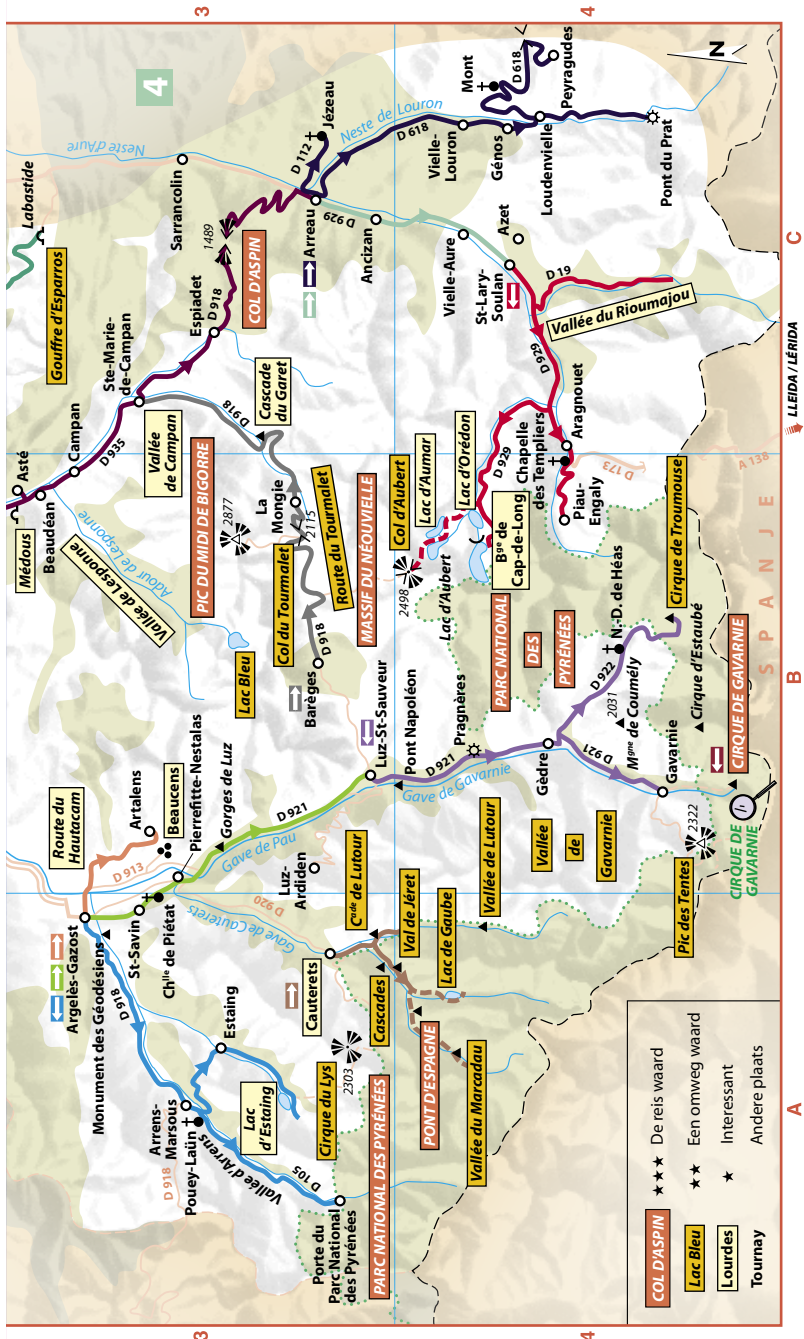 3
4
4
C
B
A
3
4
A
B
C
Labastide
Gouffre d'Esparros
Neste d'Aure
Sarrancolin
1489
COL D'ASPIN
Espiadet
D 918
Ste-Marie-
de-Campan
Campan
D 935
Asté
Médous
Beaudéan
Vallée
de Campan
D 918
Cascade
du Garet
Adour de Lesponne
Vallée de Lesponne
PIC DU MIDI DE BIGORRE
2877
La
Mongie
2115
Col du Tourmalet
Route du Tourmalet
Lac Bleu
D 918
Barèges
D 112
Jézeau
Arreau
D 929
Neste de Louron
D 618
Ancizan
Vielle-Aure
Vielle-
Louron
Génos
Loudenvielle
Mont
D 618
Peyragudes
Pont du Prat
N
Azet
St-Lary-
Soulan
D 19
Vallée du Rioumajou
D 929
Aragnouet
Chapelle
des Templiers
D 929
D 173
A 138
Piau-
Engaly
LLEIDA / LÉRIDA
SPANJE
Lac d'Orédon
Lac d'Aumar
Col d'Aubert
2498
Lac d'Aubert
Bgne de
Cap-de-Long
MASSIF DU NÉOUVIELLE
PARC NATIONAL
DES
PYRÉNÉES
Cirque de Troumouse
N.-D. de Héas
D 922
2031
Mgne de Coumély
Cirque d'Estaubé
CIRQUE DE GAVARNIE
Luz-St-Sauveur
Pont Napoléon
Pragnères
D 921
Gave de Gavarnie
Gèdre
D 921
Gavarnie
CIRQUE DE
GAVARNIE
2322
Pic des Tentes
Vallée
de
Gavarnie
Vallée de Lutour
Route du
Hautacam
Artalens
Beaucens
Pierrefitte-Nestalas
Gorges de Luz
D 921
Gave de Pau
D 913
Luz-
Ardiden
Argelès-Gazost
Monument des Géodésiens
St-Savin
Chlle de Piétat
D 920
Gave de Cauterets
Cauterets
Cade de Lutour
Val de Jéret
Lac de Gaube
Cascades
PONT D'ESPAGNE
Vallée du Marcadau
Cirque du Lys
2303
PARC NATIONAL DES PYRÉNÉES
D 918
Estaing
Lac
d'Estaing
Arrens-
Marsous
Pouey-Laün
D 918
Vallée d'Arrens
D 105
Porte du
Parc National
des Pyrénées
COL D'ASPIN ★★★ De reis waard
Lac Bleu ★★ Een omweg waard
Lourdes ★ Interessant
Tournay Andere plaats